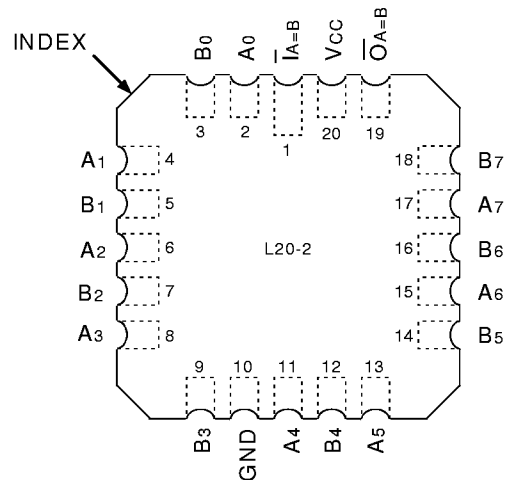 INDEX
B0 A0 I̅A=B VCC O̅A=B
3 2 1 20 19
A1 4 18 B7
B1 5 17 A7
A2 6 L20-2 16 B6
B2 7 15 A6
A3 8 14 B5
9 10 11 12 13
B3 GND A4 B4 A5